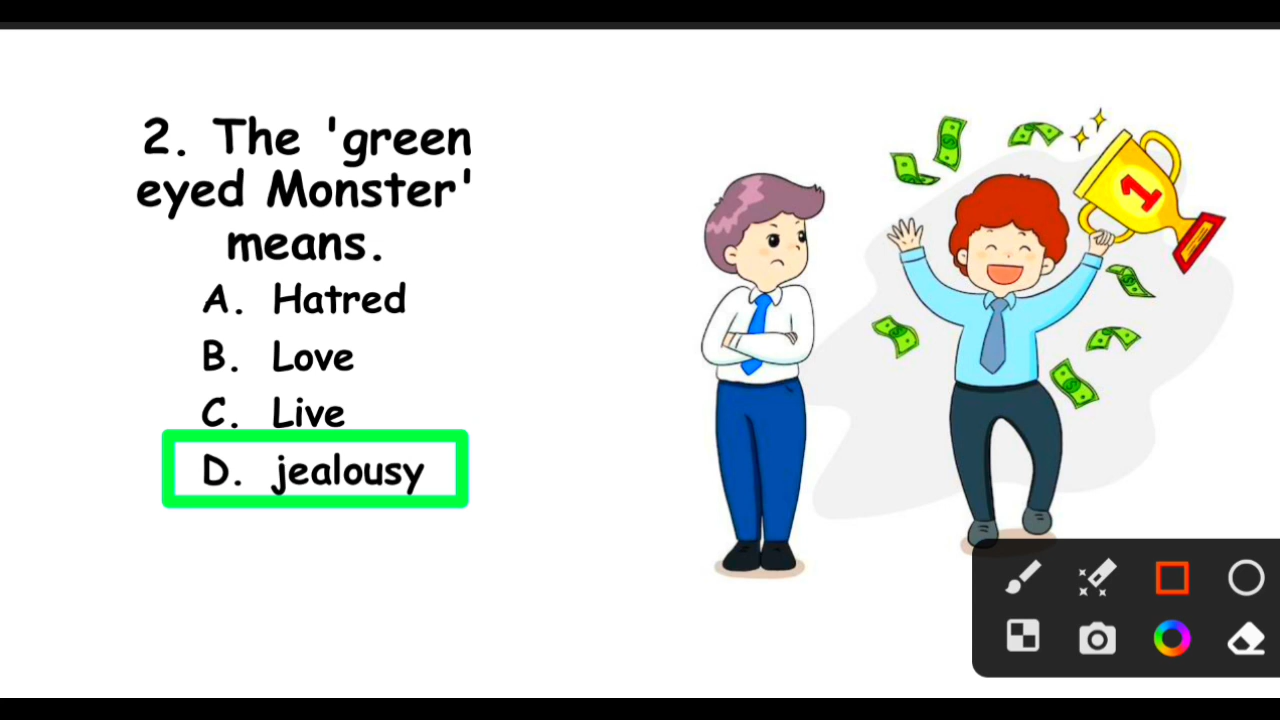 2. The 'green
eyed Monster'
means.
A. Hatred
B. Love
C. Live
D. jealousy
1